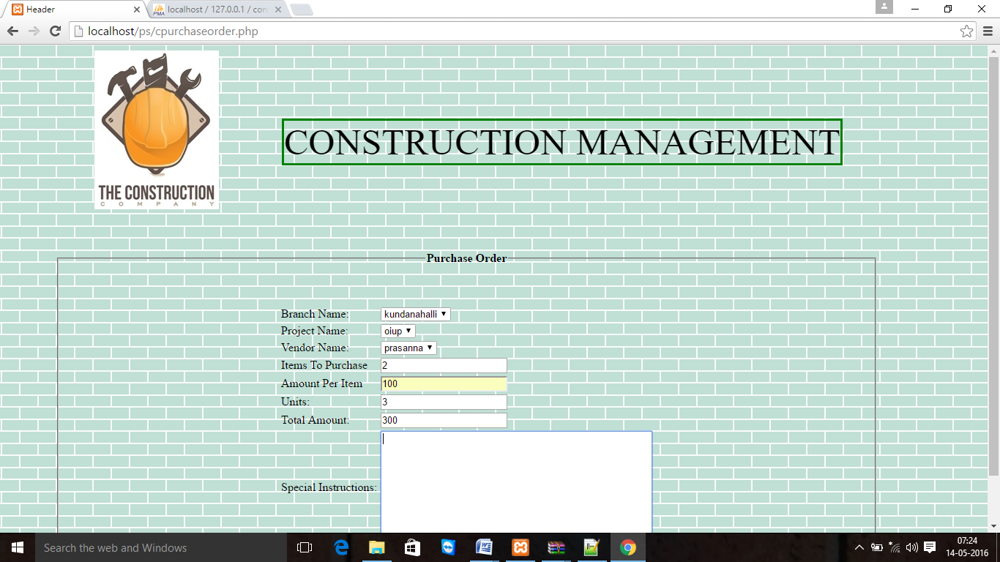 Header
PMA localhost / 127.0.0.1 / con
localhost/ps/cpurchaseorder.php
THE CONSTRUCTION
COMPANY
CONSTRUCTION MANAGEMENT
Purchase Order
Branch Name: kundanahalli
Project Name: oiup
Vendor Name: prasanna
Items To Purchase 2
Amount Per Item 100
Units: 3
Total Amount: 300
Special Instructions:
Search the web and Windows
07:24
14-05-2016